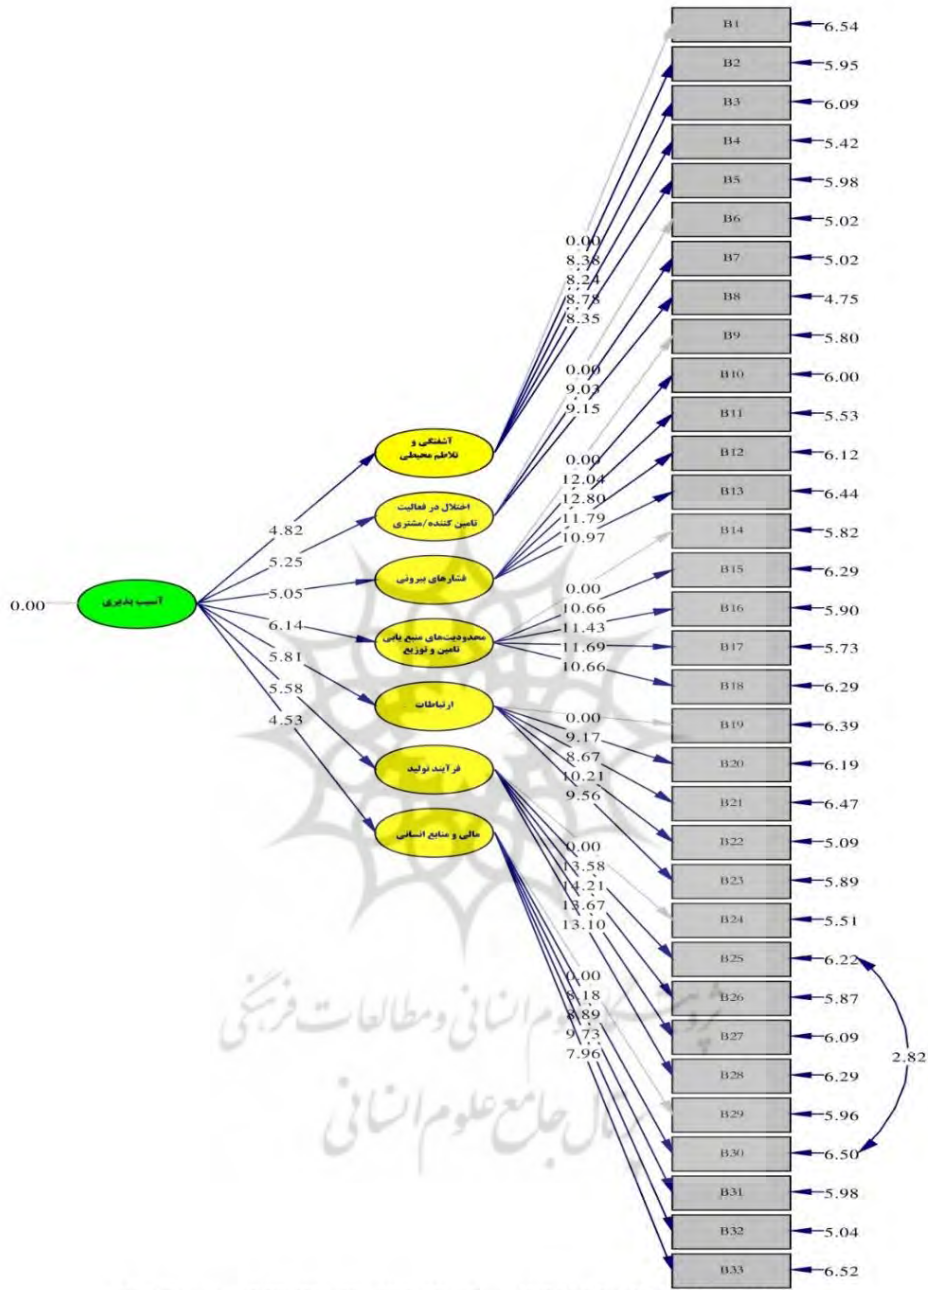 B1 6.54
B2 5.95
B3 6.09
B4 5.42
B5 5.98
B6 5.02
B7 5.02
B8 4.75
B9 5.80
B10 6.00
B11 5.53
B12 6.12
B13 6.44
B14 5.82
B15 6.29
B16 5.90
B17 5.73
B18 6.29
B19 6.39
B20 6.19
B21 6.47
B22 5.09
B23 5.89
B24 5.51
B25 6.22
B26 5.87
B27 6.09
B28 6.29
B29 5.96
B30 6.50
B31 5.98
B32 5.04
B33 6.52
2.82
0.00
8.38
8.24
8.78
8.35
0.00
9.03
9.15
0.00
12.04
12.80
11.79
10.97
0.00
10.66
11.43
11.69
10.66
0.00
9.17
8.67
10.21
9.56
0.00
13.58
14.21
13.67
13.10
0.00
8.18
8.89
9.73
7.96
آشفتگی و
تلاطم محیطی
اختلال در فعالیت
تامین کننده/مشتری
فشارهای بیرونی
محدودیت‌های منبع یابی
تامین و توزیع
ارتباطات
فرآیند تولید
مالی و منابع انسانی
4.82
5.25
5.05
6.14
5.81
5.58
4.53
0.00
آسیب پذیری
علوم انسانی ومطالعات فرهنگی
پرتال جامع علوم انسانی